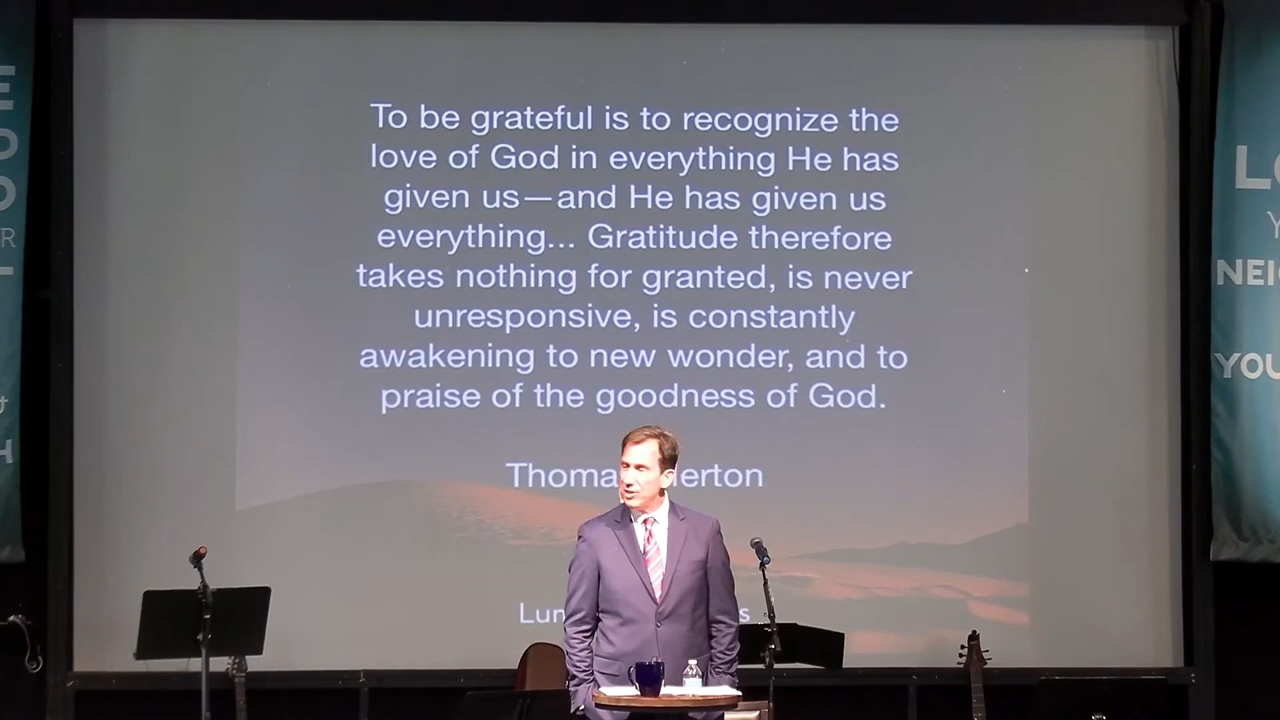 To be grateful is to recognize the
love of God in everything He has
given us—and He has given us
everything... Gratitude therefore
takes nothing for granted, is never
unresponsive, is constantly
awakening to new wonder, and to
praise of the goodness of God.
NEI
YOU